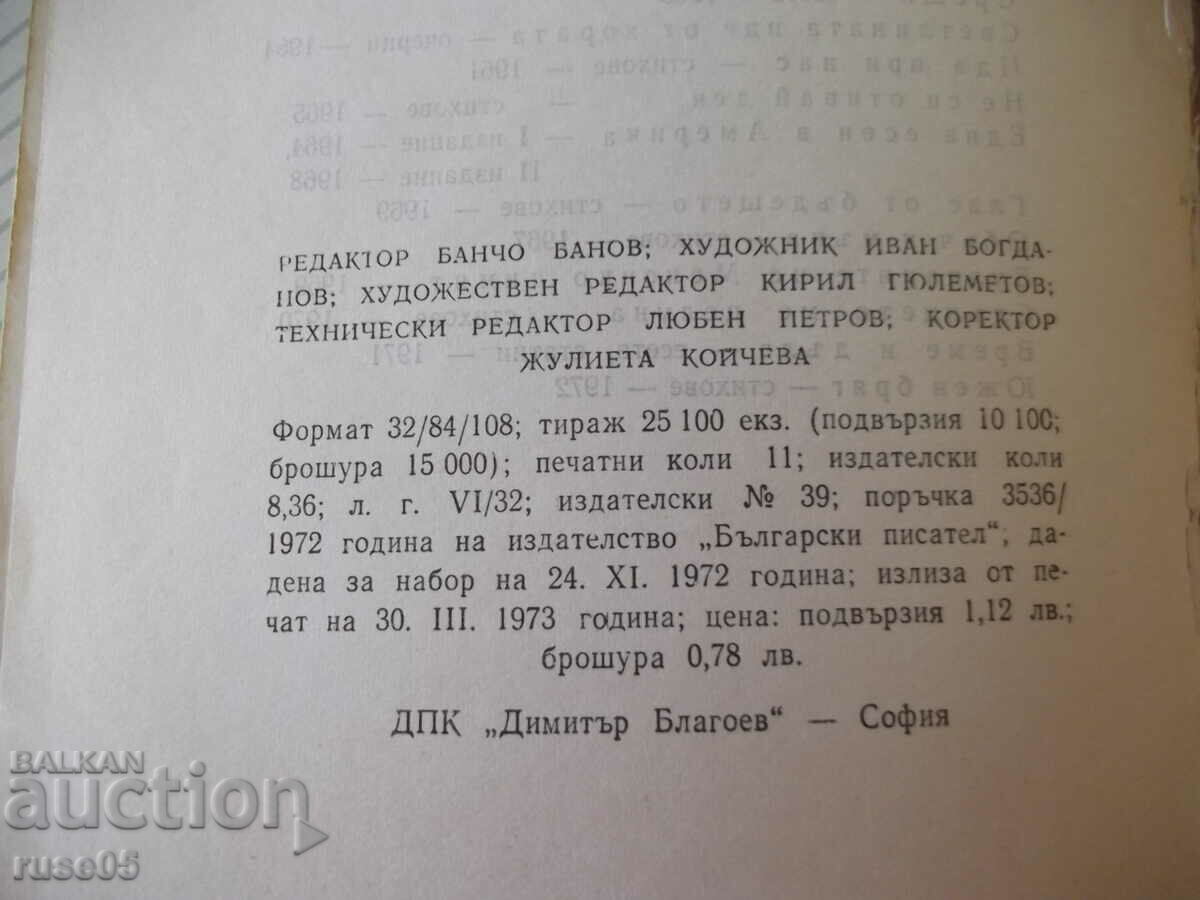 РЕДАКТОР БАНЧО БАНОВ; ХУДОЖНИК ИВАН БОГДА-
НОВ; ХУДОЖЕСТВЕН РЕДАКТОР КИРИЛ ГЮЛЕМЕТОВ;
ТЕХНИЧЕСКИ РЕДАКТОР ЛЮБЕН ПЕТРОВ; КОРЕКТОР
ЖУЛИЕТА КОЙЧЕВА
Формат 32/84/108; тираж 25 100 екз. (подвързия 10 100;
брошура 15 000); печатни коли 11; издателски коли
8,36; л. г. VI/32; издателски № 39; поръчка 3536/
1972 година на издателство „Български писател“; да-
дена за набор на 24. XI. 1972 година; излиза от пе-
чат на 30. III. 1973 година; цена: подвързия 1,12 лв.;
брошура 0,78 лв.
ДПК „Димитър Благоев“ — София
BALKAN
auction
ruse05